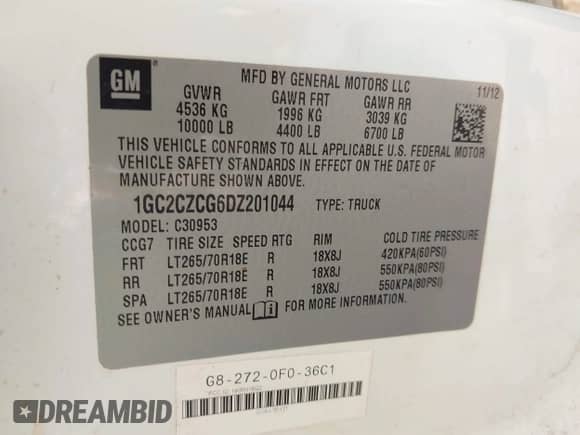 GM
®
MFD BY GENERAL MOTORS LLC
11/12
GVWR GAWR FRT GAWR RR
4536 KG 1996 KG 3039 KG
10000 LB 4400 LB 6700 LB
THIS VEHICLE CONFORMS TO ALL APPLICABLE U.S. FEDERAL MOTOR
VEHICLE SAFETY STANDARDS IN EFFECT ON THE DATE OF
MANUFACTURE SHOWN ABOVE.
1GC2CZCG6DZ201044 TYPE: TRUCK
MODEL: C30953
CCG7 TIRE SIZE SPEED RTG RIM COLD TIRE PRESSURE
FRT LT265/70R18E R 18X8J 420KPA(60PSI)
RR LT265/70R18E R 18X8J 550KPA(80PSI)
SPA LT265/70R18E R 18X8J 550KPA(80PSI)
SEE OWNER'S MANUAL FOR MORE INFORMATION
G8-272-0F0-36C1
DREAMBID
dreambid.com